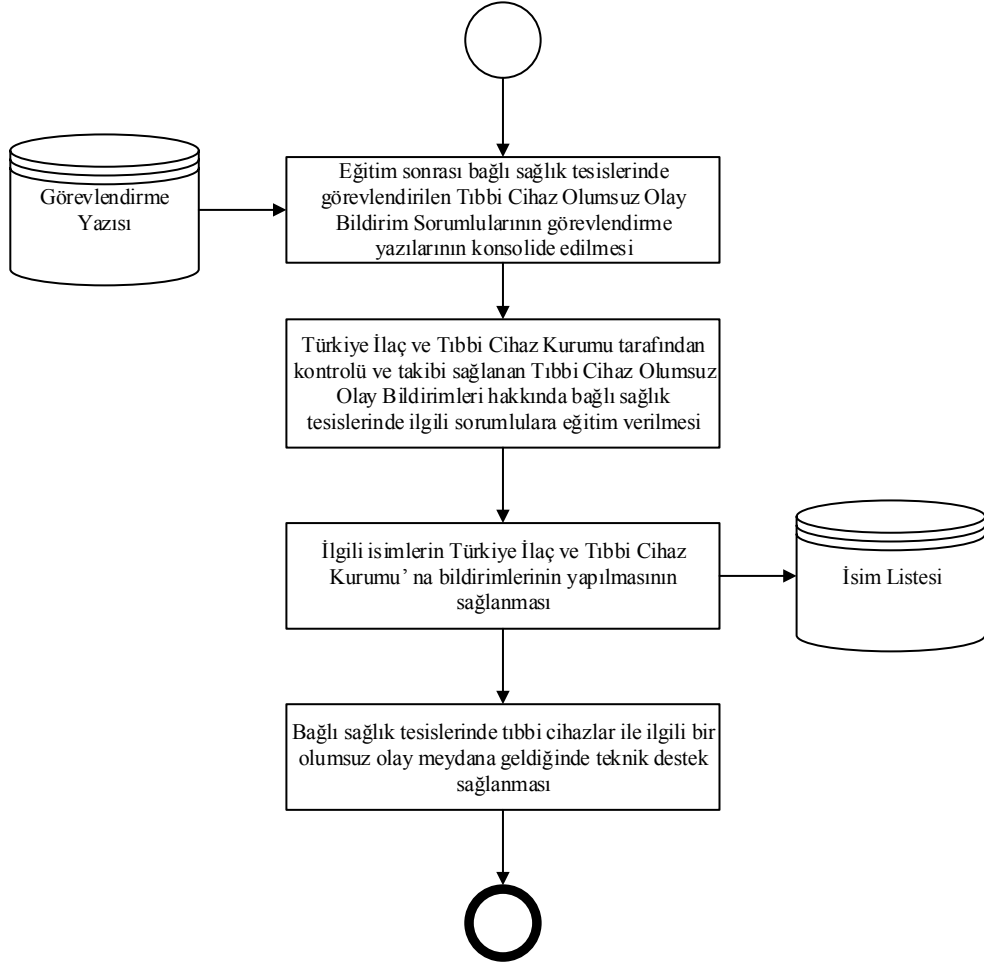 Görevlendirme
Yazısı
Eğitim sonrası bağlı sağlık tesislerinde
görevlendirilen Tıbbi Cihaz Olumsuz Olay
Bildirim Sorumlularının görevlendirme
yazılarının konsolide edilmesi
Türkiye İlaç ve Tıbbi Cihaz Kurumu tarafından
kontrolü ve takibi sağlanan Tıbbi Cihaz Olumsuz
Olay Bildirimleri hakkında bağlı sağlık
tesislerinde ilgili sorumlulara eğitim verilmesi
İlgili isimlerin Türkiye İlaç ve Tıbbi Cihaz
Kurumu’ na bildirimlerinin yapılmasının
sağlanması
İsim Listesi
Bağlı sağlık tesislerinde tıbbi cihazlar ile ilgili bir
olumsuz olay meydana geldiğinde teknik destek
sağlanması